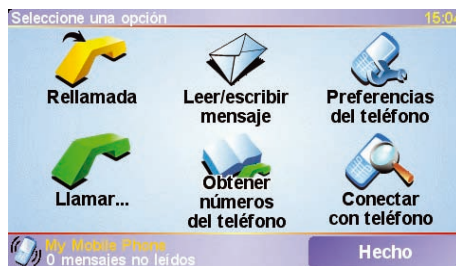 Seleccione una opción 15:04
Rellamada
Leer/escribir
mensaje
Preferencias
del teléfono
Llamar...
Obtener
números
del teléfono
Conectar
con teléfono
My Mobile Phone
0 mensajes no leídos
Hecho